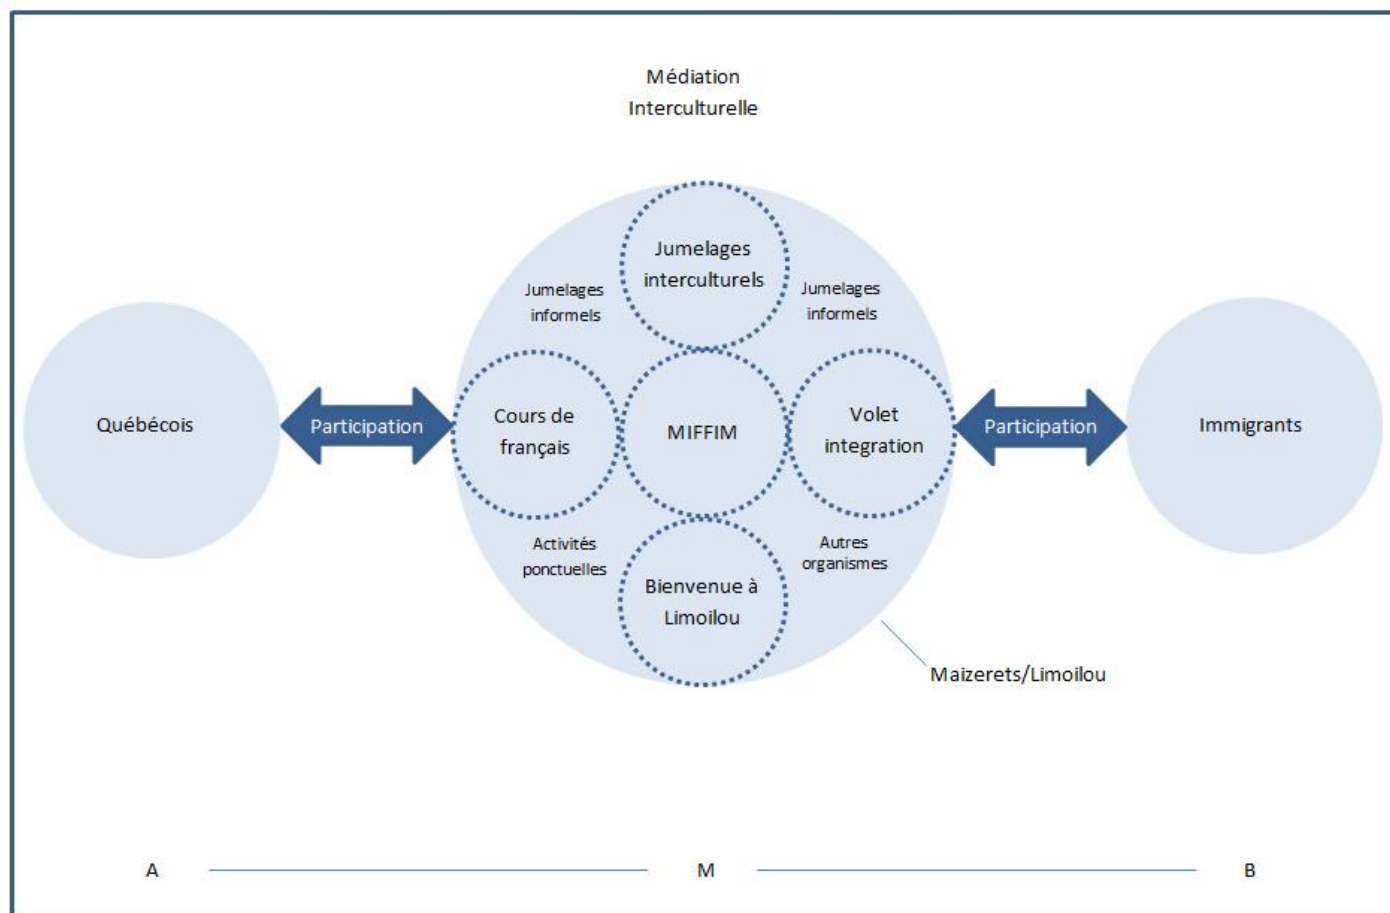 Médiation
Interculturelle
Jumelages
interculturels
Jumelages
informels
Jumelages
informels
Québécois
Participation
Cours de
français
MIFFIM
Volet
integration
Participation
Immigrants
Activités
ponctuelles
Autres
organismes
Bienvenue à
Limoilou
Maizerets/Limoilou
A
M
B